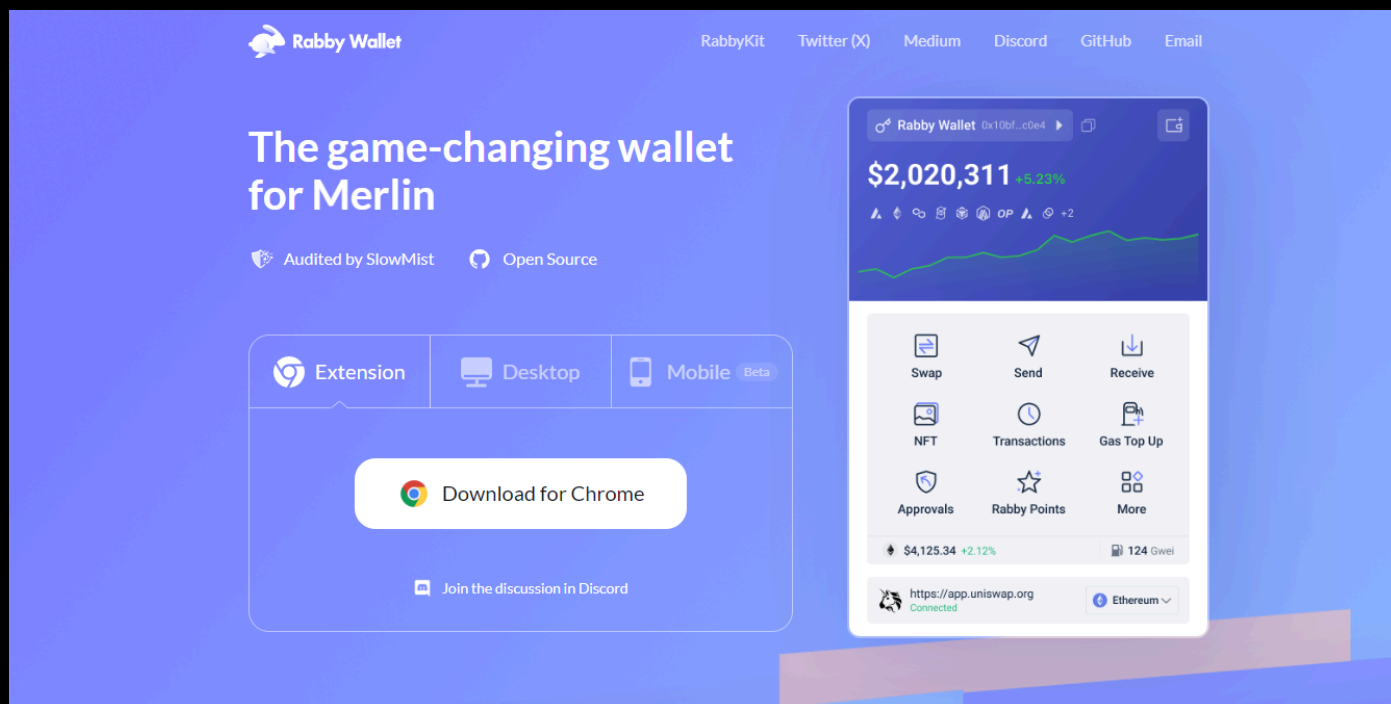 Rabby Wallet
RabbyKit
Twitter (X)
Medium
Discord
GitHub
Email
The game-changing wallet
for Merlin
Audited by SlowMist
Open Source
Extension
Desktop
Mobile Beta
Download for Chrome
Join the discussion in Discord
Rabby Wallet 0x10bf...c0e4
$2,020,311 +5.23%
OP +2
Swap
Send
Receive
NFT
Transactions
Gas Top Up
Approvals
Rabby Points
More
$4,125.34 +2.12%
124 Gwei
https://app.uniswap.org
Connected
Ethereum